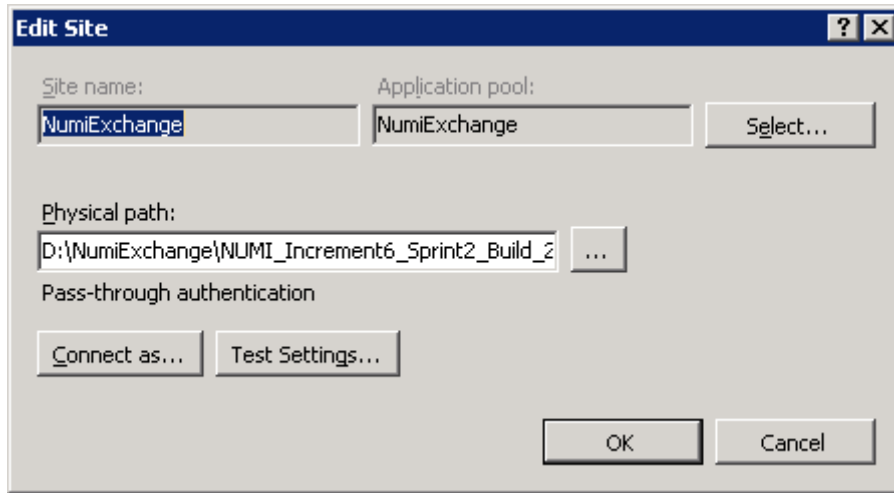 Edit Site
Site name: Application pool:
NumiExchange NumiExchange Select...
Physical path:
D:\NumiExchange\NUMI_Increment6_Sprint2_Build_2 ...
Pass-through authentication
Connect as... Test Settings...
OK Cancel